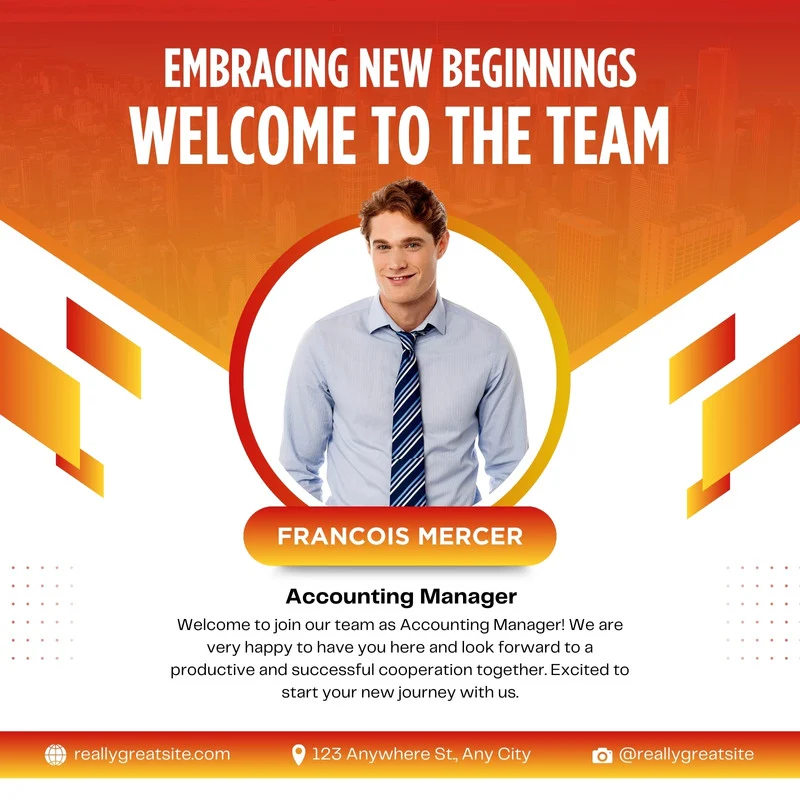 EMBRACING NEW BEGINNINGS
WELCOME TO THE TEAM
FRANCOIS MERCER
Accounting Manager
Welcome to join our team as Accounting Manager! We are
very happy to have you here and look forward to a
productive and successful cooperation together. Excited to
start your new journey with us.
reallygreatsite.com
123 Anywhere St., Any City
@reallygreatsite